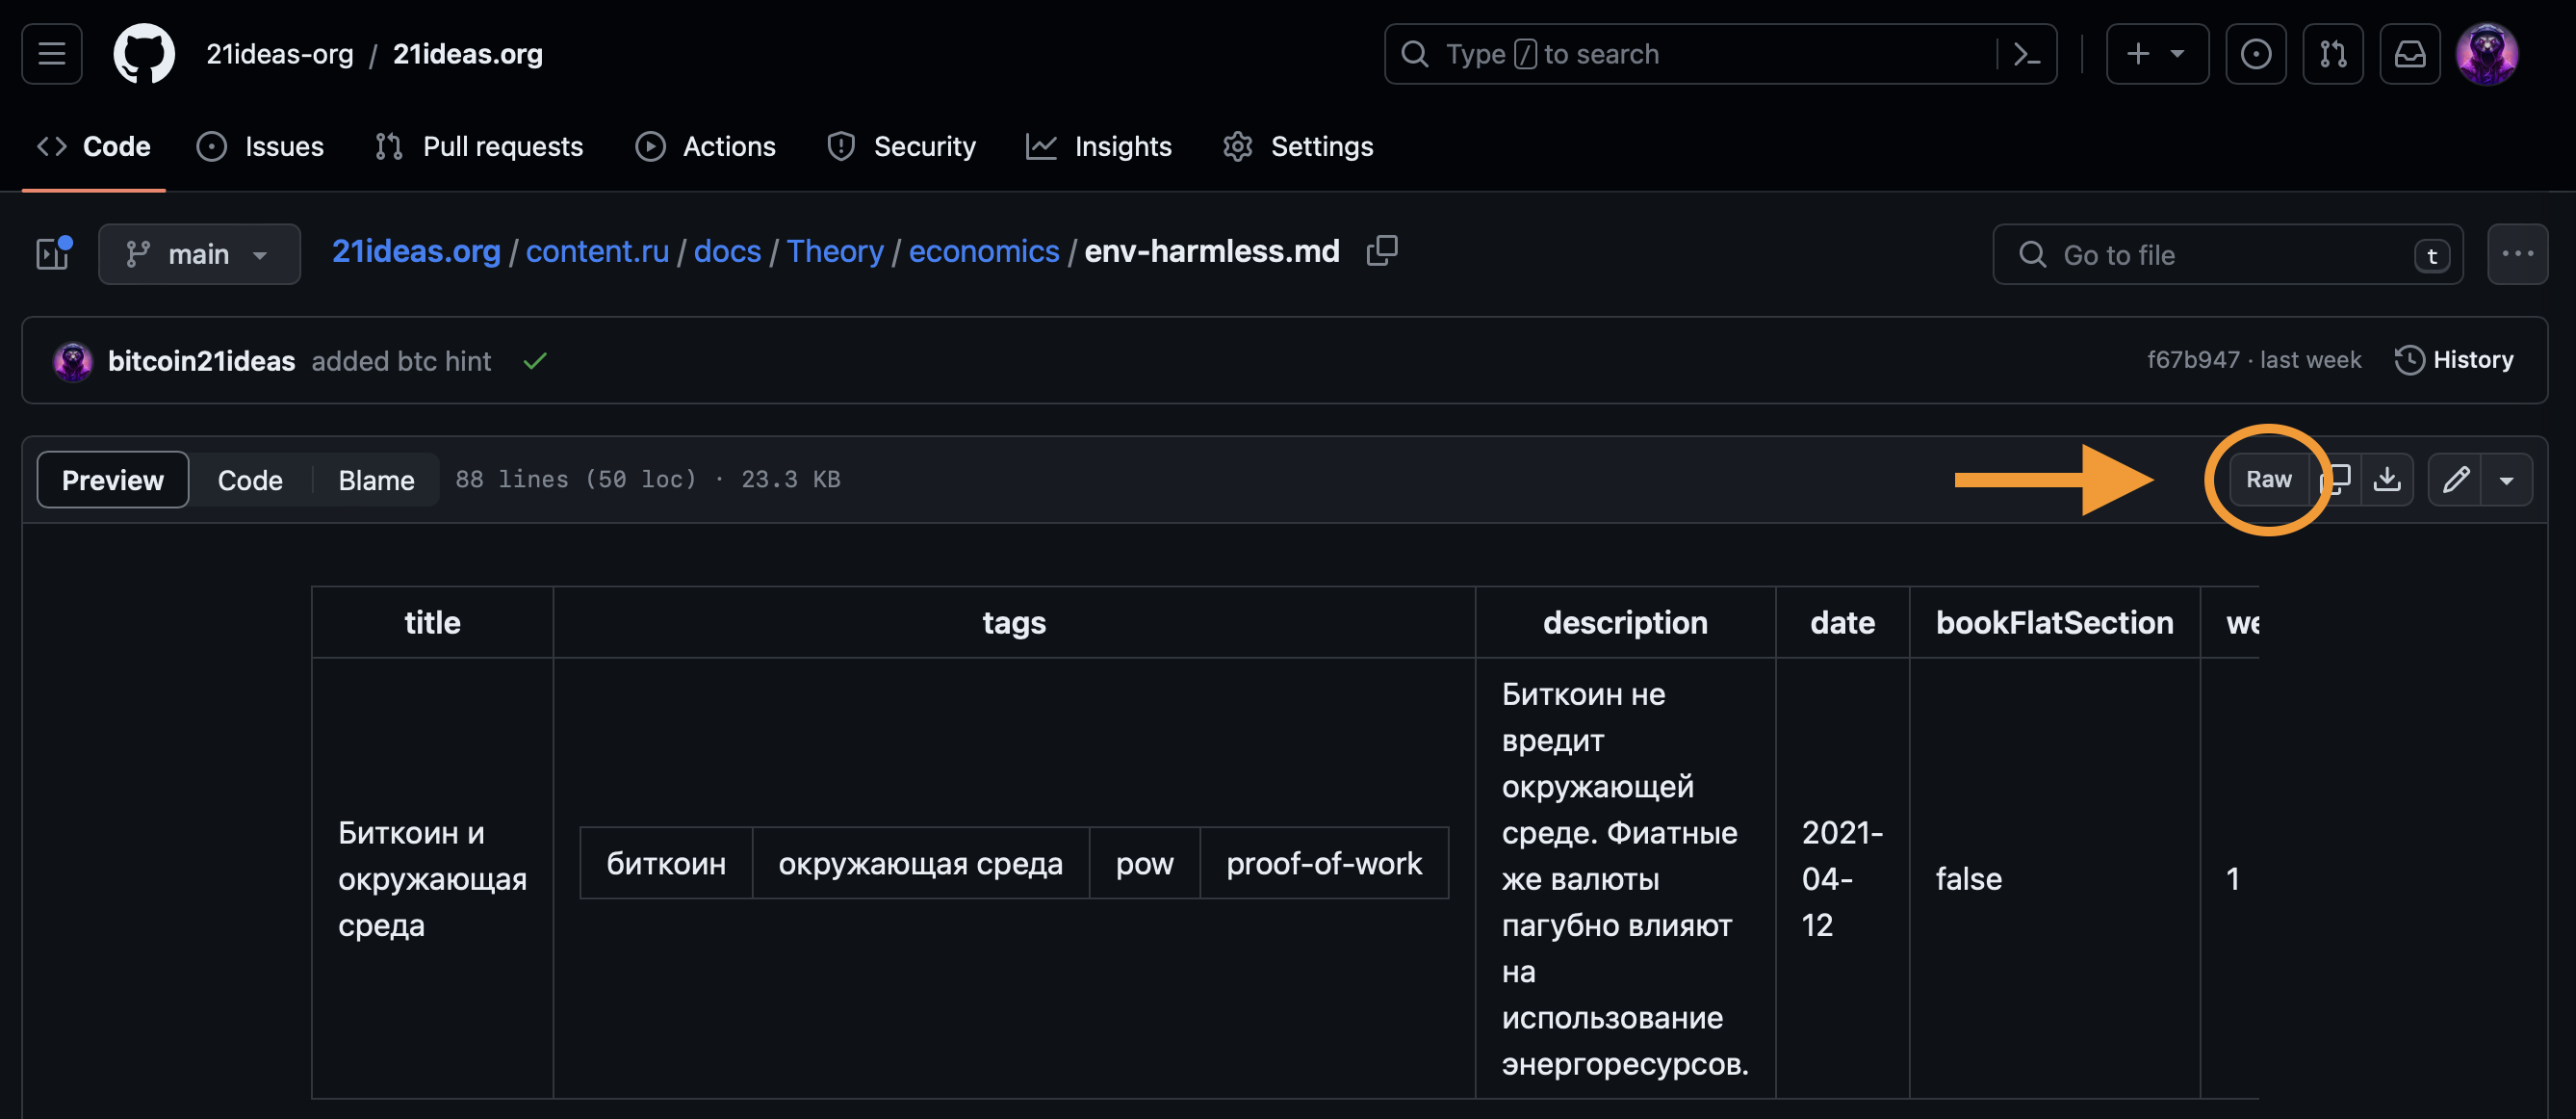 21ideas-org / 21ideas.org
Type / to search
Code Issues Pull requests Actions Security Insights Settings
main
21ideas.org / content.ru / docs / Theory / economics / env-harmless.md
Go to file t
bitcoin21ideas added btc hint
f67b947 · last week History
Preview Code Blame 88 lines (50 loc) · 23.3 KB
Raw
title tags description date bookFlatSection we
Биткоин и
окружающая
среда
биткоин окружающая среда pow proof-of-work
Биткоин не
вредит
окружающей
среде. Фиатные
же валюты
пагубно влияют
на
использование
энергоресурсов.
2021-
04-
12
false
1